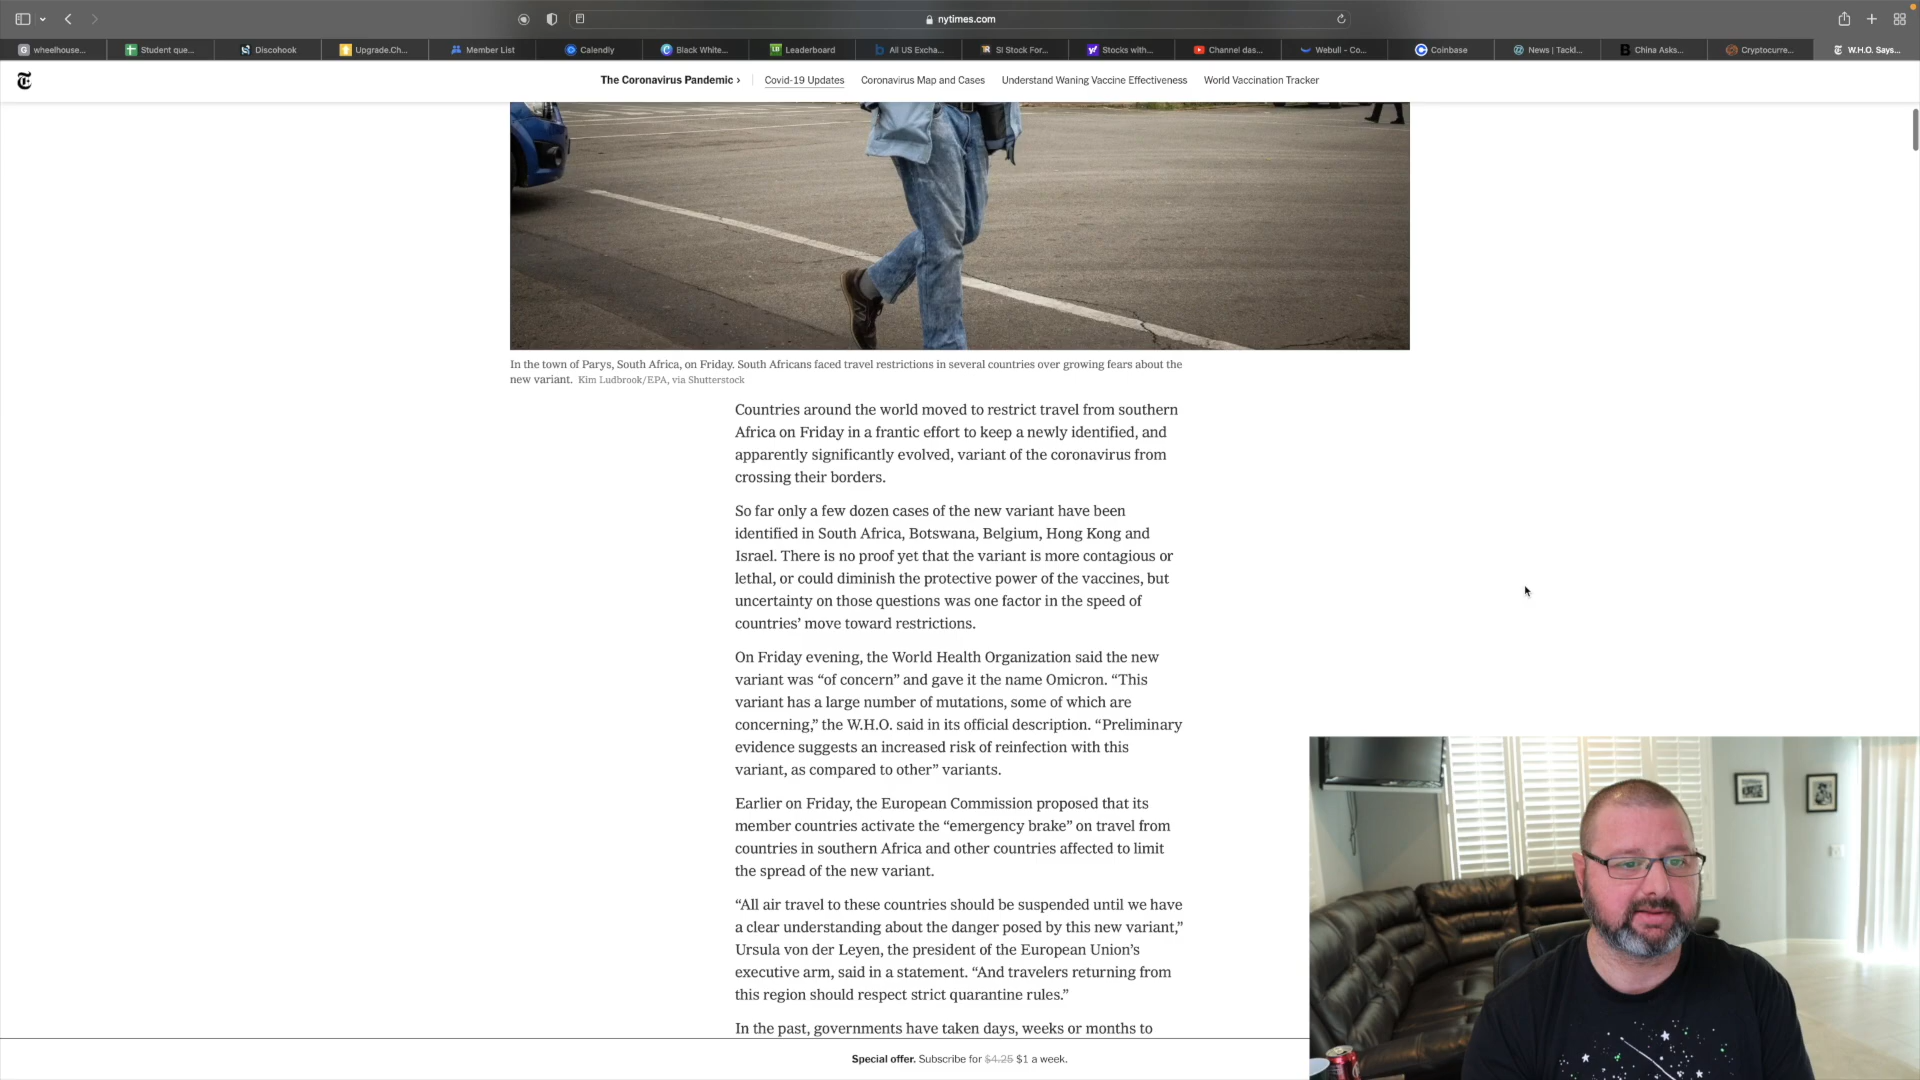 nytimes.com
wheelhouse...
Student que...
Discohook
Upgrade.Ch...
Member List
Calendly
Black White...
Leaderboard
All US Excha...
SI Stock For...
Stocks with...
Channel das...
Webull - Co...
Coinbase
News | Tackl...
China Asks...
Cryptocurre...
W.H.O. Says...
The Coronavirus Pandemic ›
Covid-19 Updates
Coronavirus Map and Cases
Understand Waning Vaccine Effectiveness
World Vaccination Tracker
In the town of Parys, South Africa, on Friday. South Africans faced travel restrictions in several countries over growing fears about the
new variant. Kim Ludbrook/EPA, via Shutterstock
Countries around the world moved to restrict travel from southern
Africa on Friday in a frantic effort to keep a newly identified, and
apparently significantly evolved, variant of the coronavirus from
crossing their borders.
So far only a few dozen cases of the new variant have been
identified in South Africa, Botswana, Belgium, Hong Kong and
Israel. There is no proof yet that the variant is more contagious or
lethal, or could diminish the protective power of the vaccines, but
uncertainty on those questions was one factor in the speed of
countries’ move toward restrictions.
On Friday evening, the World Health Organization said the new
variant was “of concern” and gave it the name Omicron. “This
variant has a large number of mutations, some of which are
concerning,” the W.H.O. said in its official description. “Preliminary
evidence suggests an increased risk of reinfection with this
variant, as compared to other” variants.
Earlier on Friday, the European Commission proposed that its
member countries activate the “emergency brake” on travel from
countries in southern Africa and other countries affected to limit
the spread of the new variant.
“All air travel to these countries should be suspended until we have
a clear understanding about the danger posed by this new variant,”
Ursula von der Leyen, the president of the European Union’s
executive arm, said in a statement. “And travelers returning from
this region should respect strict quarantine rules.”
In the past, governments have taken days, weeks or months to
Special offer. Subscribe for $4.25 $1 a week.